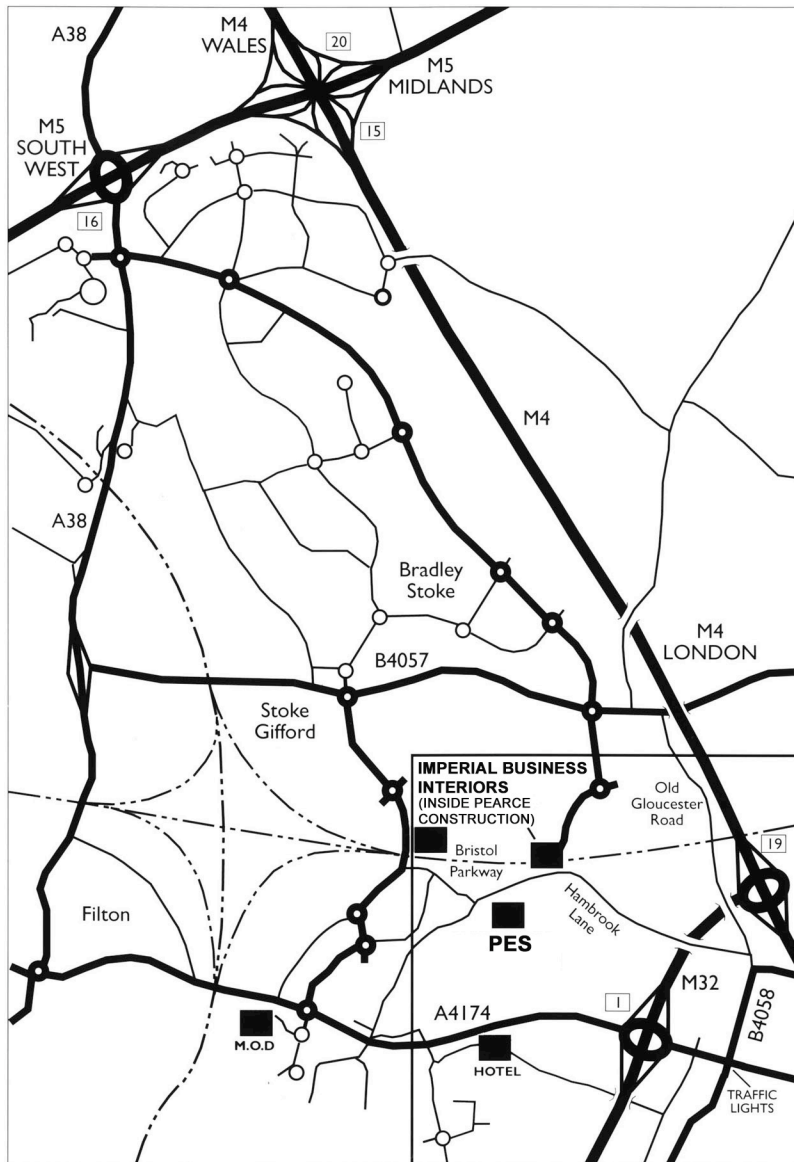 A38
M4
WALES
20
M5
MIDLANDS
M5
SOUTH
WEST
15
16
M4
A38
Bradley
Stoke
M4
LONDON
B4057
Stoke
Gifford
IMPERIAL BUSINESS
INTERIORS
(INSIDE PEARCE
CONSTRUCTION)
Old
Gloucester
Road
Bristol
Parkway
19
Hambrook
Lane
Filton
PES
M32
1
A4174
B4058
M.O.D
HOTEL
TRAFFIC
LIGHTS